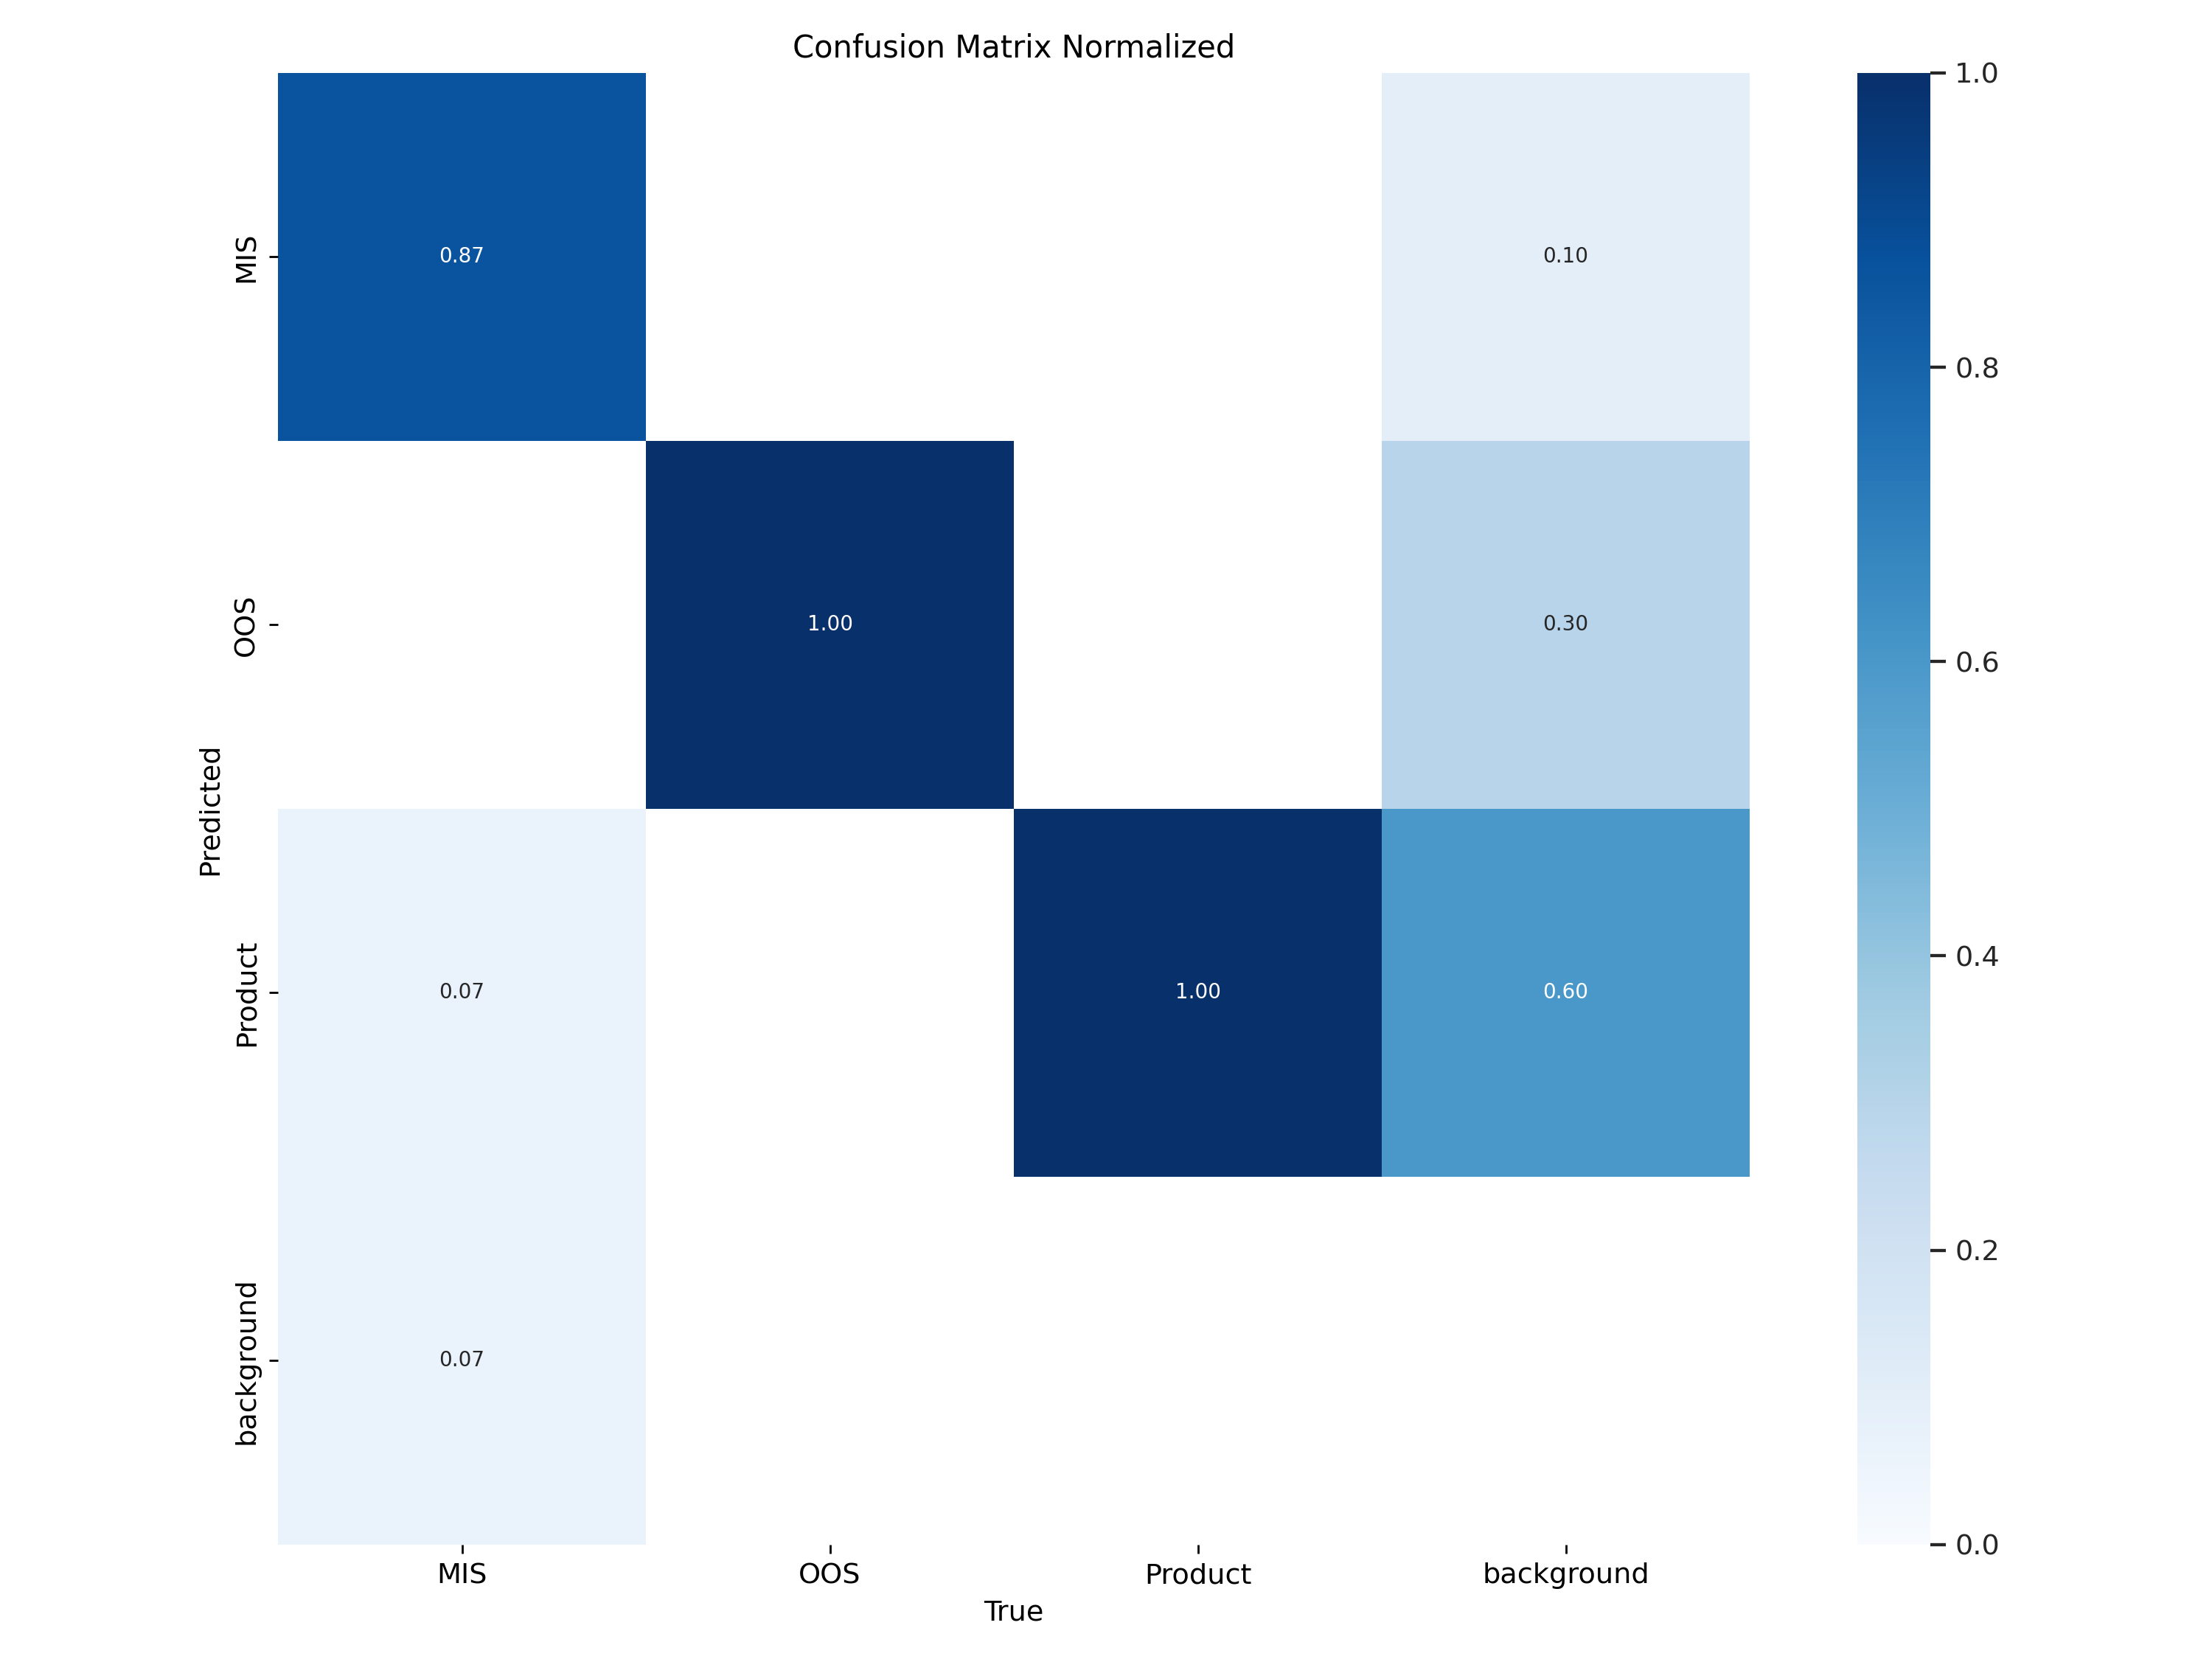 Confusion Matrix Normalized
1.0
MIS
0.87
0.10
0.8
OOS
1.00
0.30
0.6
Predicted
Product
0.07
1.00
0.60
0.4
0.2
background
0.07
0.0
MIS
OOS
Product
background
True